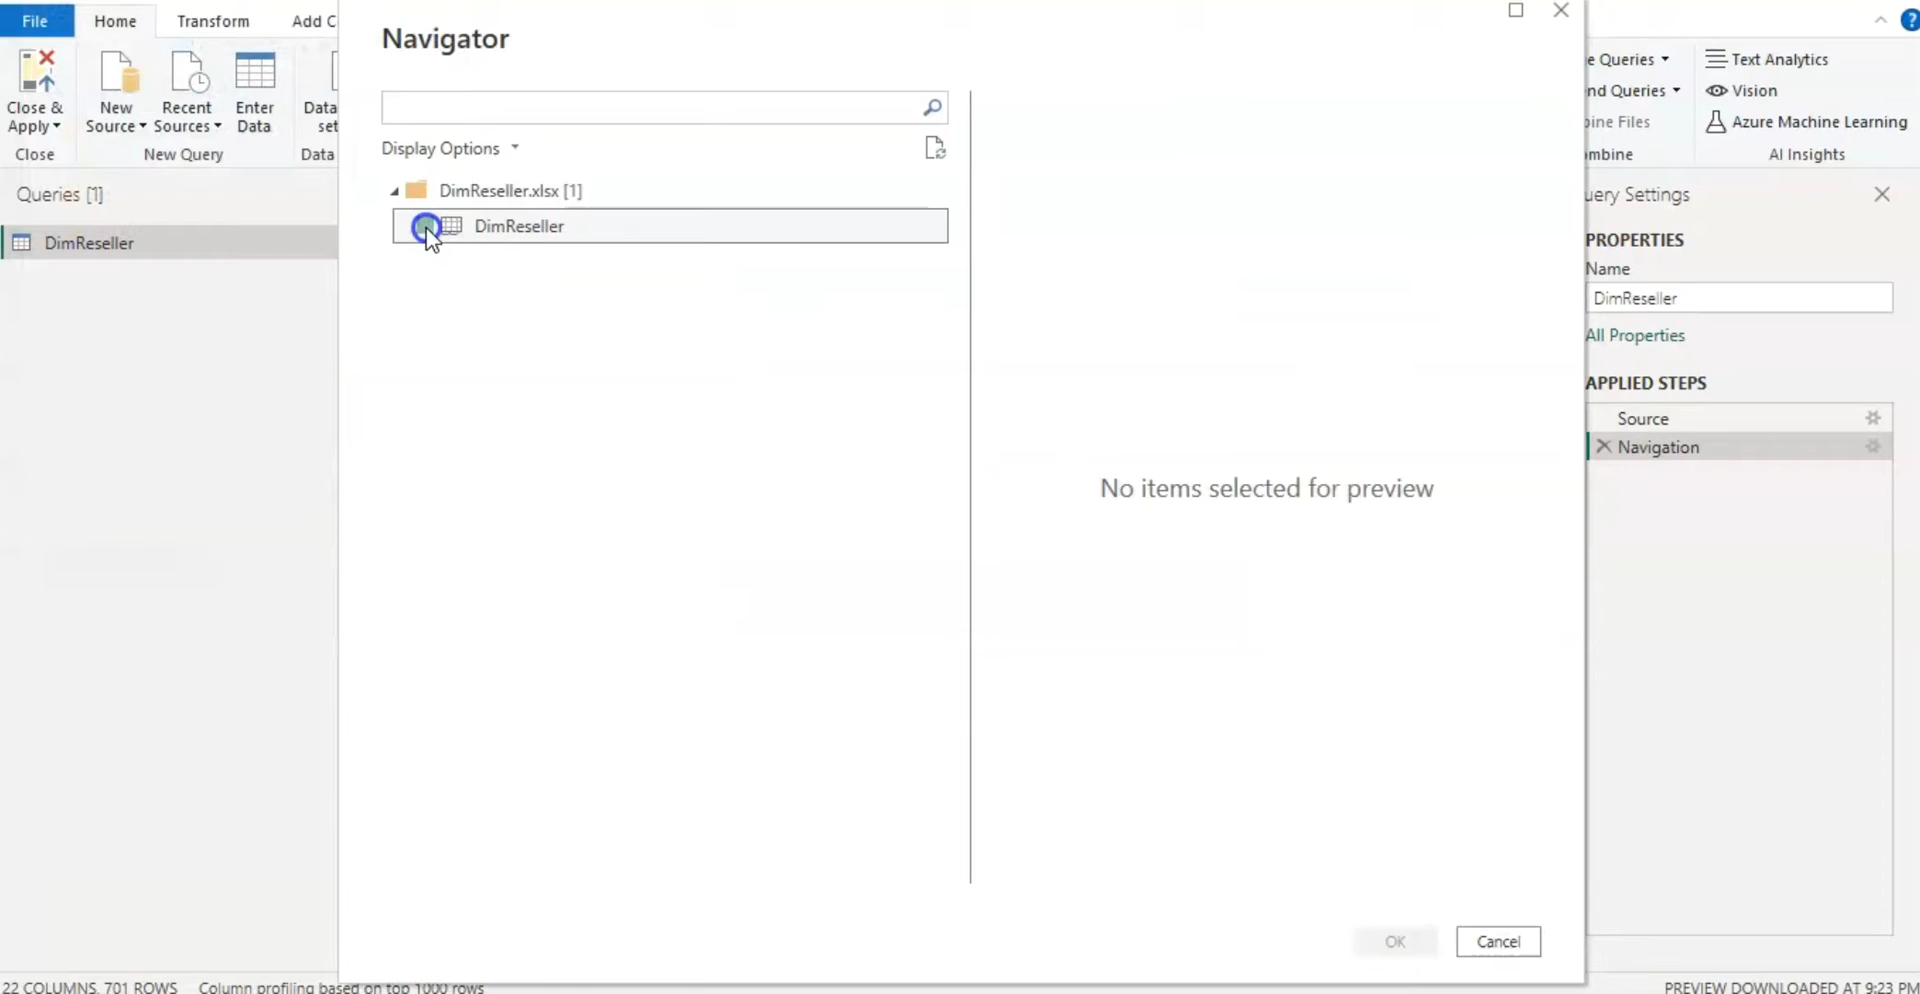 File
Home
Transform
Add C
Close &
Apply
Close
New
Source
Recent
Sources
Enter
Data
New Query
Data
set
Data
Navigator
Display Options
DimReseller.xlsx [1]
DimReseller
No items selected for preview
OK
Cancel
e Queries
nd Queries
bine Files
mbine
Text Analytics
Vision
Azure Machine Learning
AI Insights
Queries [1]
DimReseller
uery Settings
PROPERTIES
Name
DimReseller
All Properties
APPLIED STEPS
Source
Navigation
22 COLUMNS, 701 ROWS
Column profiling based on top 1000 rows
PREVIEW DOWNLOADED AT 9:23 PM